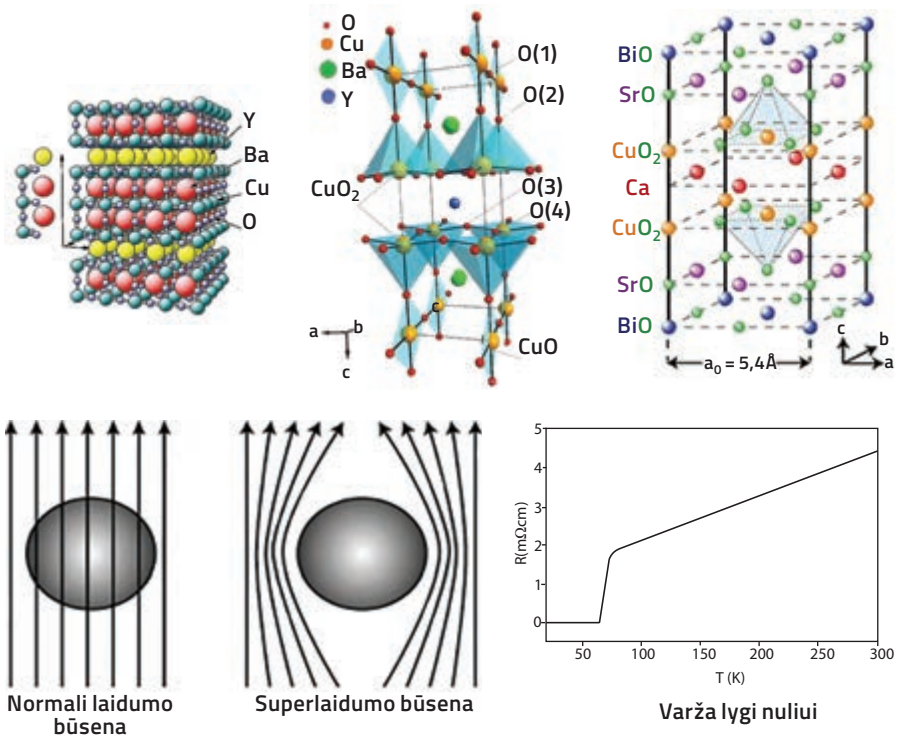 Y
Ba
Cu
O
O
Cu
Ba
Y
O(1)
O(2)
CuO2
O(3)
O(4)
c
a
b
c
CuO
BiO
SrO
CuO2
Ca
CuO2
SrO
BiO
a0 = 5,4Å
c
b
a
Normali laidumo
būsena
Superlaidumo būsena
R(mΩcm)
5
4
3
2
1
0
50
100
150
200
250
300
T (K)
Varža lygi nuliui